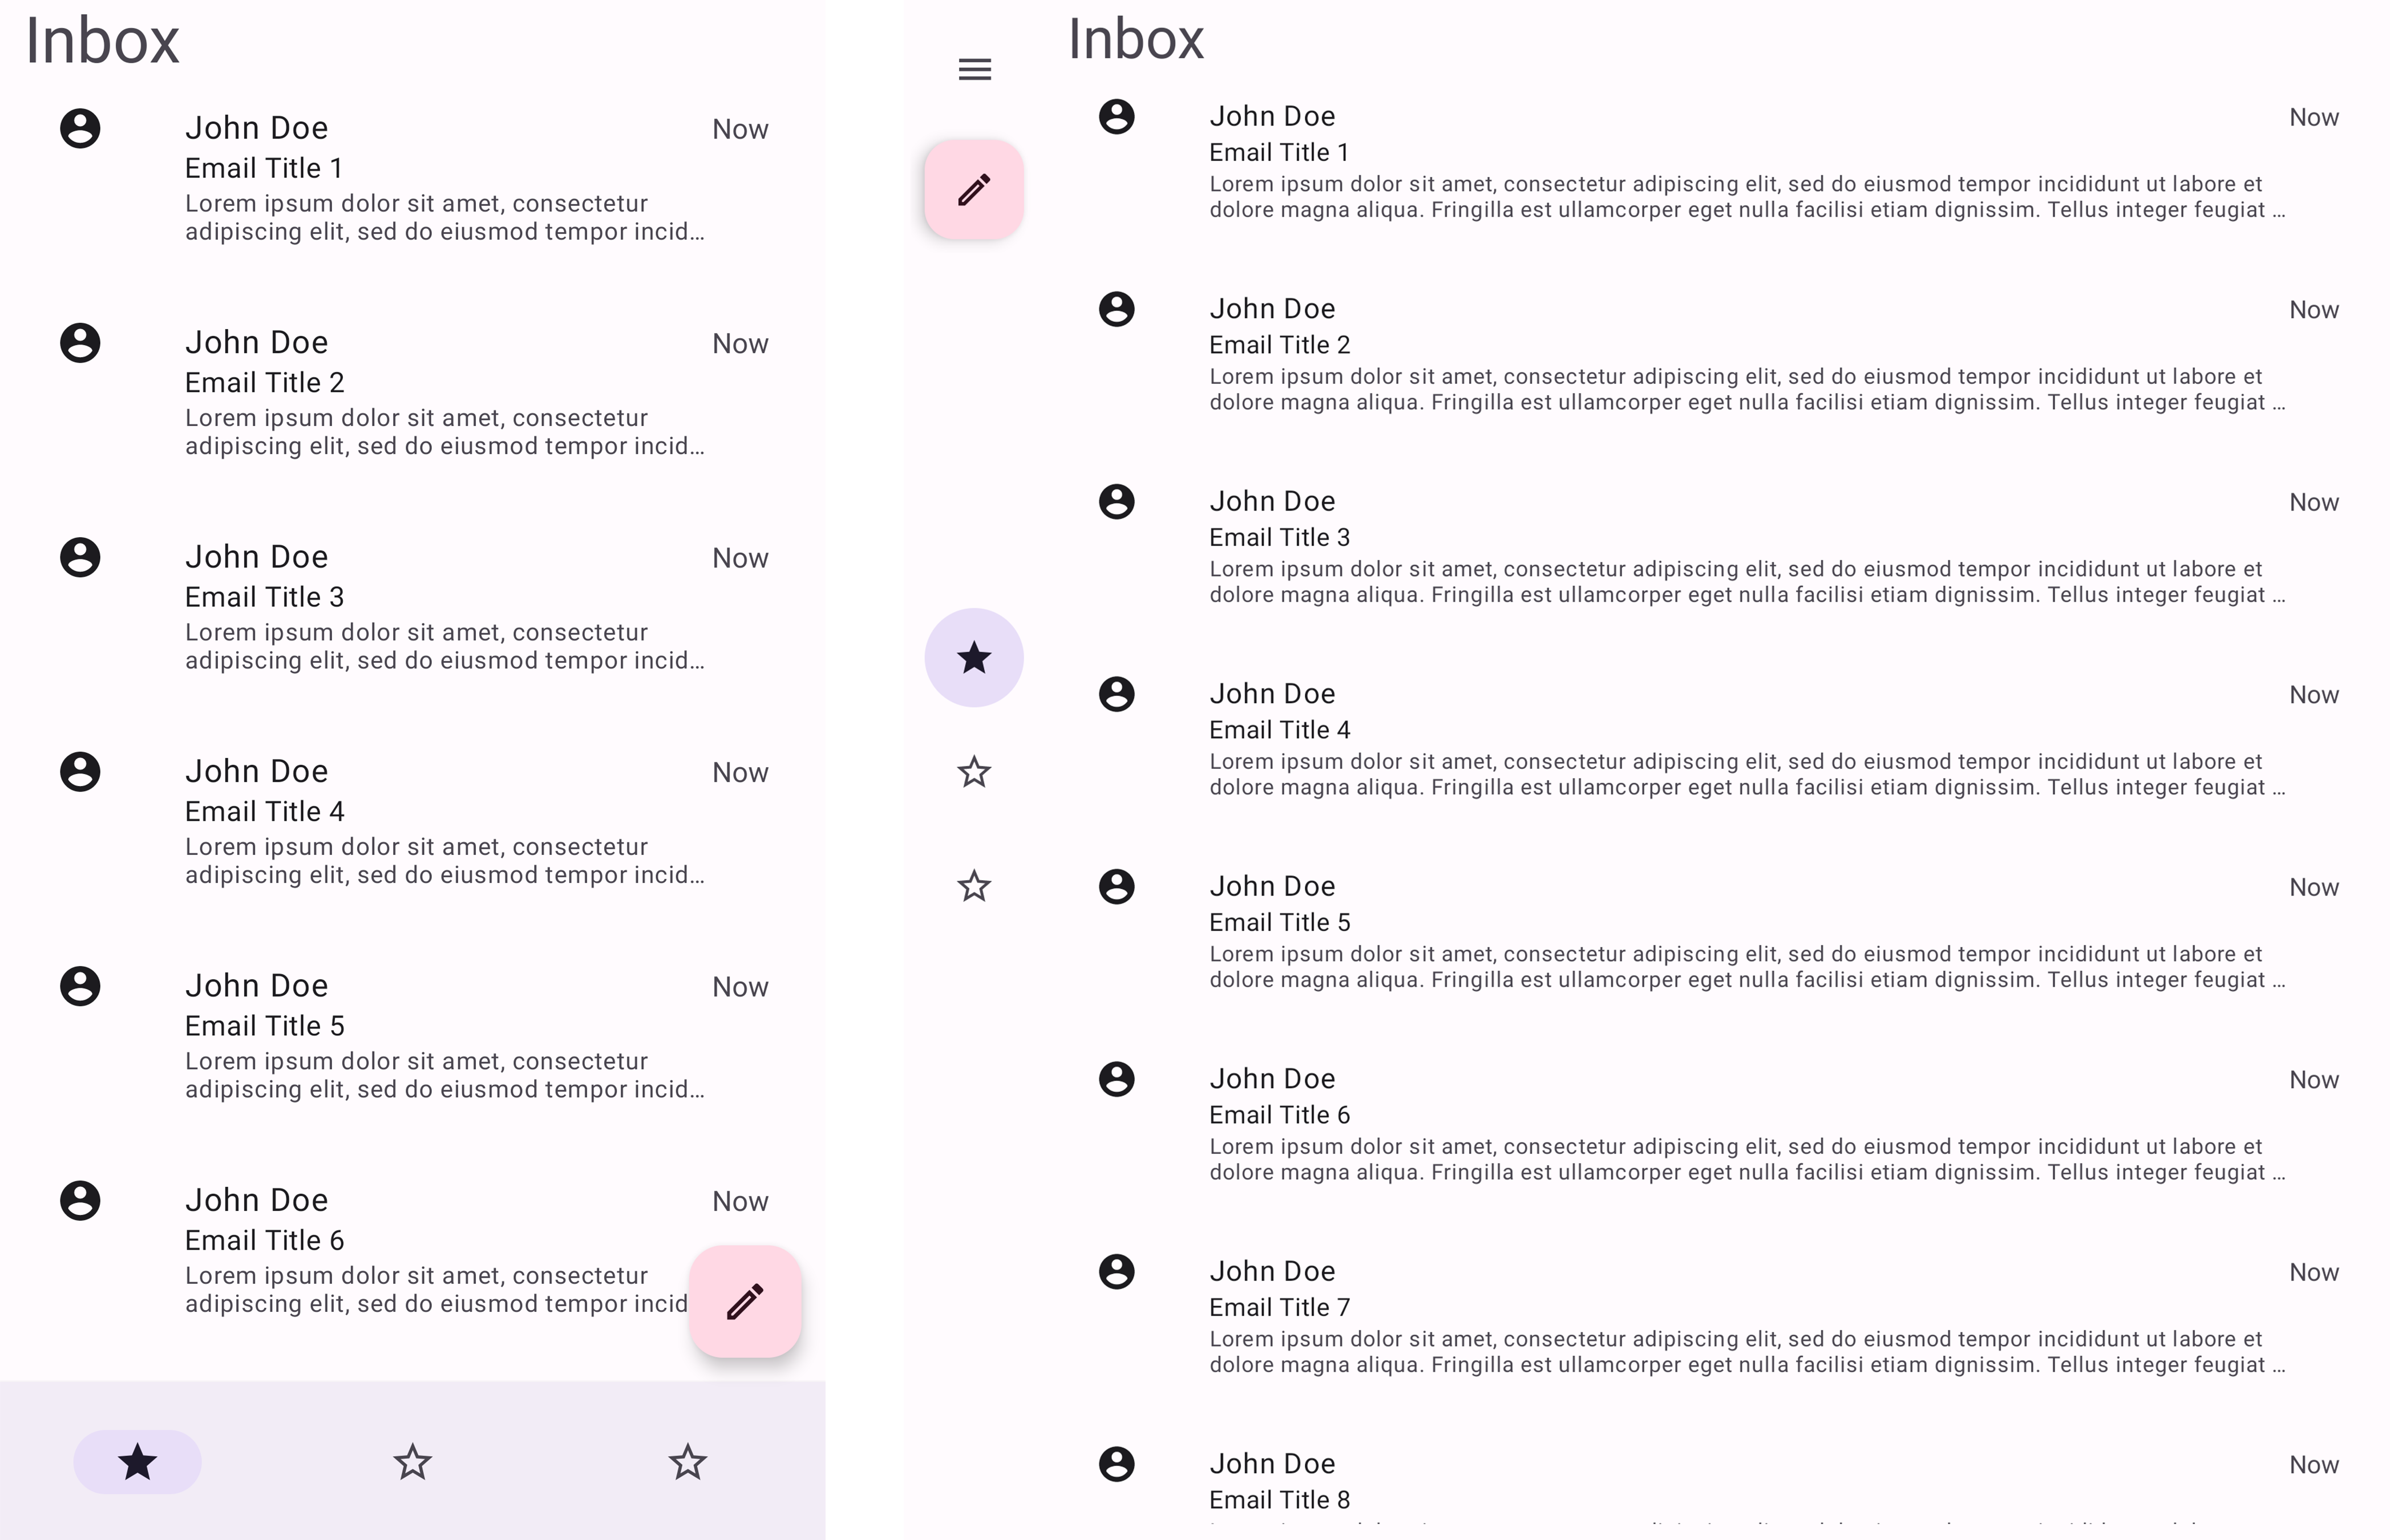 Inbox
John Doe
Now
Email Title 1
Lorem ipsum dolor sit amet, consectetur
adipiscing elit, sed do eiusmod tempor incid…
John Doe
Now
Email Title 2
Lorem ipsum dolor sit amet, consectetur
adipiscing elit, sed do eiusmod tempor incid…
John Doe
Now
Email Title 3
Lorem ipsum dolor sit amet, consectetur
adipiscing elit, sed do eiusmod tempor incid…
John Doe
Now
Email Title 4
Lorem ipsum dolor sit amet, consectetur
adipiscing elit, sed do eiusmod tempor incid…
John Doe
Now
Email Title 5
Lorem ipsum dolor sit amet, consectetur
adipiscing elit, sed do eiusmod tempor incid…
John Doe
Now
Email Title 6
Lorem ipsum dolor sit amet, consectetur
adipiscing elit, sed do eiusmod tempor incid
Inbox
John Doe
Now
Email Title 1
Lorem ipsum dolor sit amet, consectetur adipiscing elit, sed do eiusmod tempor incididunt ut labore et
dolore magna aliqua. Fringilla est ullamcorper eget nulla facilisi etiam dignissim. Tellus integer feugiat …
John Doe
Now
Email Title 2
Lorem ipsum dolor sit amet, consectetur adipiscing elit, sed do eiusmod tempor incididunt ut labore et
dolore magna aliqua. Fringilla est ullamcorper eget nulla facilisi etiam dignissim. Tellus integer feugiat …
John Doe
Now
Email Title 3
Lorem ipsum dolor sit amet, consectetur adipiscing elit, sed do eiusmod tempor incididunt ut labore et
dolore magna aliqua. Fringilla est ullamcorper eget nulla facilisi etiam dignissim. Tellus integer feugiat …
John Doe
Now
Email Title 4
Lorem ipsum dolor sit amet, consectetur adipiscing elit, sed do eiusmod tempor incididunt ut labore et
dolore magna aliqua. Fringilla est ullamcorper eget nulla facilisi etiam dignissim. Tellus integer feugiat …
John Doe
Now
Email Title 5
Lorem ipsum dolor sit amet, consectetur adipiscing elit, sed do eiusmod tempor incididunt ut labore et
dolore magna aliqua. Fringilla est ullamcorper eget nulla facilisi etiam dignissim. Tellus integer feugiat …
John Doe
Now
Email Title 6
Lorem ipsum dolor sit amet, consectetur adipiscing elit, sed do eiusmod tempor incididunt ut labore et
dolore magna aliqua. Fringilla est ullamcorper eget nulla facilisi etiam dignissim. Tellus integer feugiat …
John Doe
Now
Email Title 7
Lorem ipsum dolor sit amet, consectetur adipiscing elit, sed do eiusmod tempor incididunt ut labore et
dolore magna aliqua. Fringilla est ullamcorper eget nulla facilisi etiam dignissim. Tellus integer feugiat …
John Doe
Now
Email Title 8